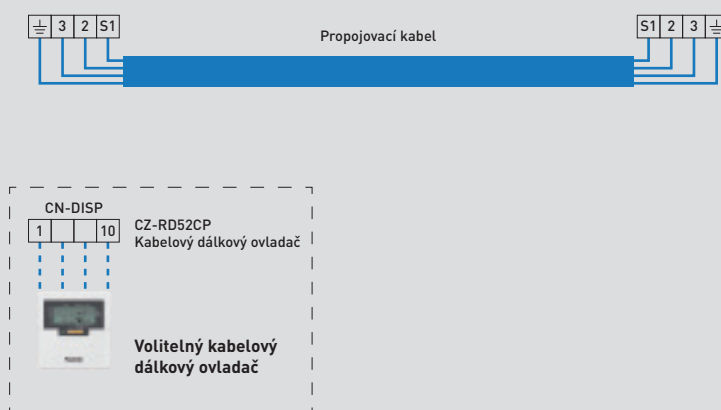 ⏚ 3 2 S1
Propojovací kabel
S1 2 3 ⏚
CN-DISP
1 10
CZ-RD52CP
Kabelový dálkový ovladač
Volitelný kabelový
dálkový ovladač